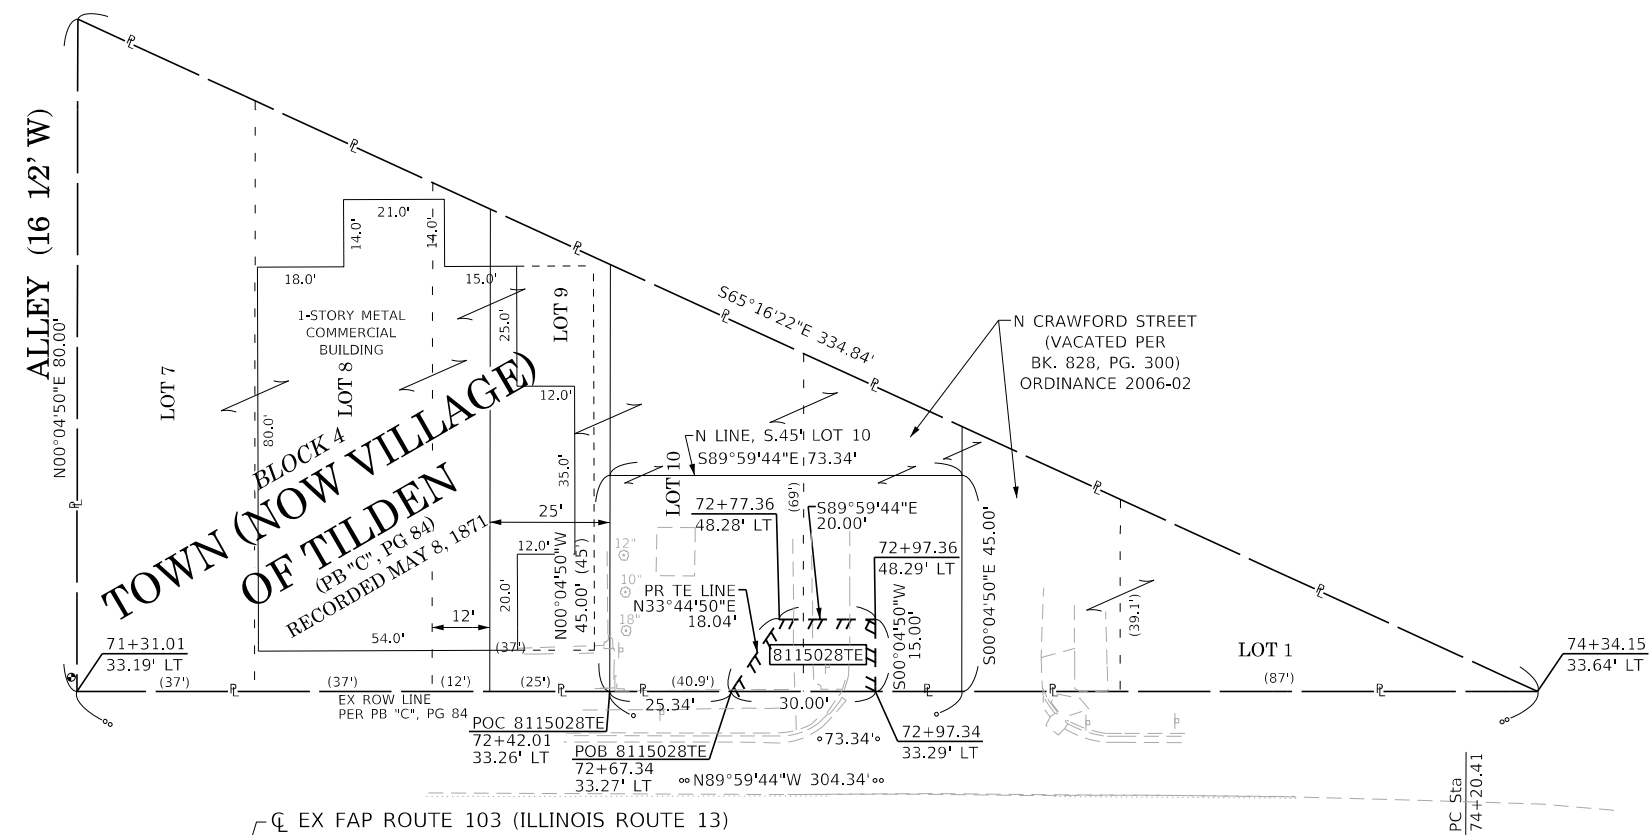 ALLEY (16 1/2' W)
N00°04'50"E 80.00'
LOT 7
18.0'
14.0'
21.0'
14.0'
15.0'
1-STORY METAL
COMMERCIAL
BUILDING
LOT 8
80.0'
25.0'
LOT 9
12.0'
35.0'
25'
12.0'
20.0'
12'
54.0'
(37')
BLOCK 4
TOWN (NOW VILLAGE)
OF TILDEN
(PB "C", PG 84)
RECORDED MAY 8, 1871
S65°16'22"E 334.84'
N CRAWFORD STREET
(VACATED PER
BK. 828, PG. 300)
ORDINANCE 2006-02
N LINE, S.45' LOT 10
S89°59'44"E 73.34'
LOT 10
72+77.36
48.28' LT
(69')
S89°59'44"E
20.00'
72+97.36
48.29' LT
N00°04'50"W
45.00' (45')
12"
10"
18"
PR TE LINE
N33°44'50"E
18.04'
8115028TE
S00°04'50"W
15.00'
S00°04'50"E 45.00'
(39.1')
LOT 1
71+31.01
33.19' LT
74+34.15
33.64' LT
(37')
(37')
(12')
(25')
(40.9')
(87')
EX ROW LINE
PER PB "C", PG 84
25.34'
30.00'
POC 8115028TE
72+42.01
33.26' LT
POB 8115028TE
72+67.34
33.27' LT
73.34'
72+97.34
33.29' LT
N89°59'44"W 304.34'
PC Sta
74+20.41
℄ EX FAP ROUTE 103 (ILLINOIS ROUTE 13)